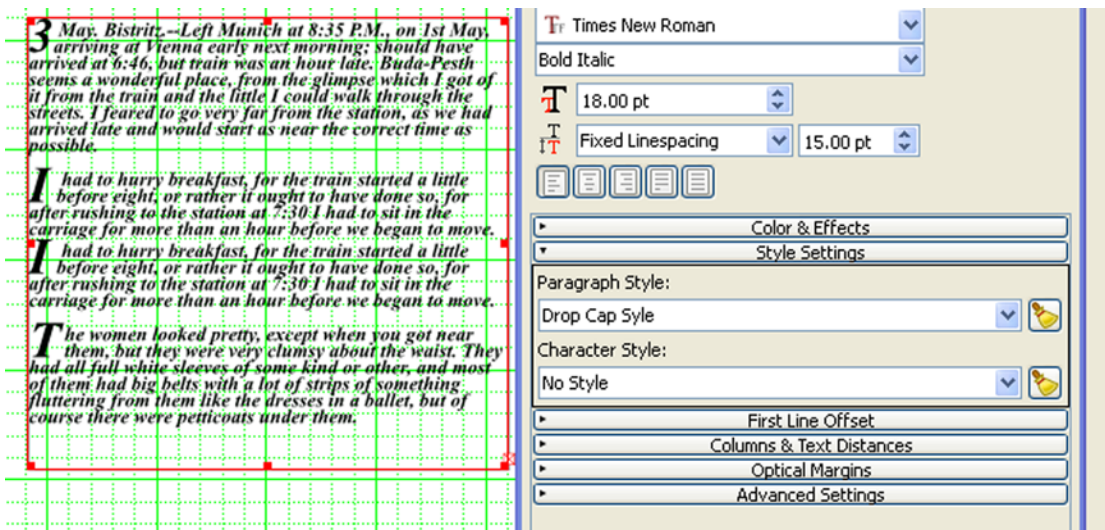 3 May. Bistritz.--Left Munich at 8:35 P.M., on 1st May,
arriving at Vienna early next morning; should have
arrived at 6:46, but train was an hour late. Buda-Pesth
seems a wonderful place, from the glimpse which I got of
it from the train and the little I could walk through the
streets. I feared to go very far from the station, as we had
arrived late and would start as near the correct time as
possible.
I had to hurry breakfast, for the train started a little
before eight, or rather it ought to have done so, for
after rushing to the station at 7:30 I had to sit in the
carriage for more than an hour before we began to move.
I had to hurry breakfast, for the train started a little
before eight, or rather it ought to have done so, for
after rushing to the station at 7:30 I had to sit in the
carriage for more than an hour before we began to move.
The women looked pretty, except when you got near
them, but they were very clumsy about the waist. They
had all full white sleeves of some kind or other, and most
of them had big belts with a lot of strips of something
fluttering from them like the dresses in a ballet, but of
course there were petticoats under them.
Times New Roman
Bold Italic
18.00 pt
Fixed Linespacing 15.00 pt
Color & Effects
Style Settings
Paragraph Style:
Drop Cap Syle
Character Style:
No Style
First Line Offset
Columns & Text Distances
Optical Margins
Advanced Settings